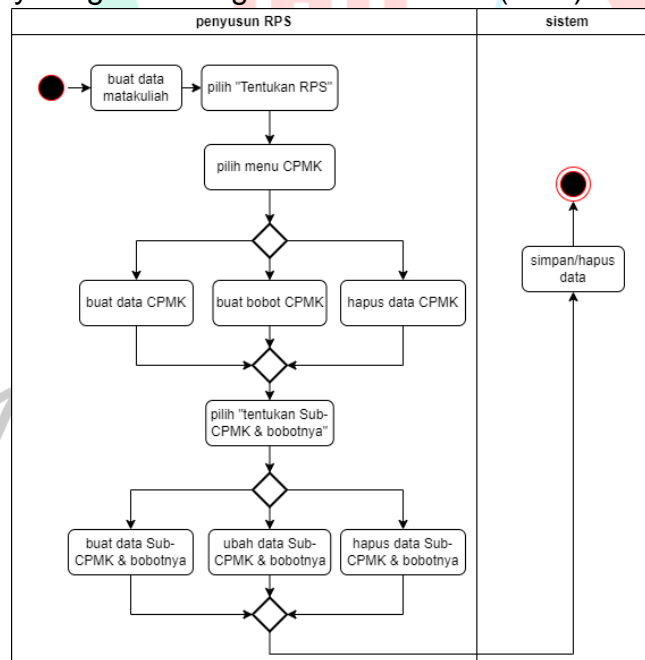 penyusun RPS
sistem
buat data
matakuliah
pilih "Tentukan RPS"
pilih menu CPMK
buat data CPMK
buat bobot CPMK
hapus data CPMK
simpan/hapus
data
pilih "tentukan Sub-
CPMK & bobotnya"
buat data Sub-
CPMK & bobotnya
ubah data Sub-
CPMK & bobotnya
hapus data Sub-
CPMK & bobotnya